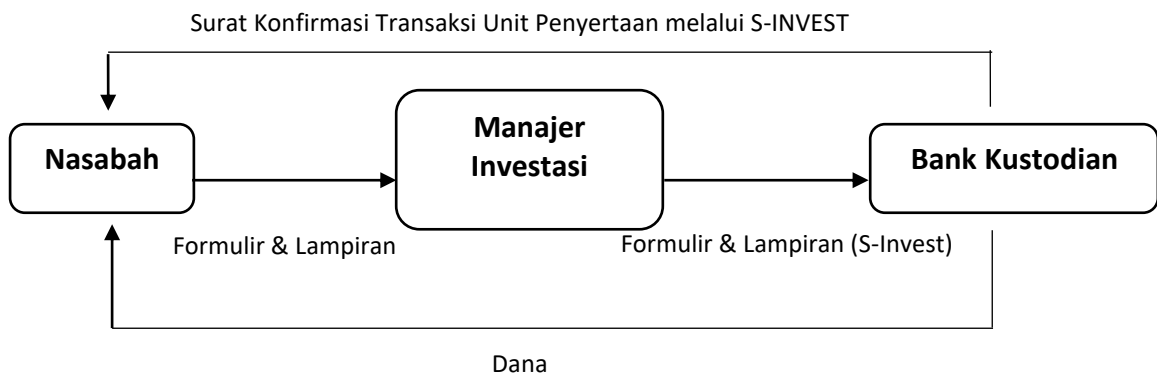 Surat Konfirmasi Transaksi Unit Penyertaan melalui S-INVEST
Nasabah
Manajer
Investasi
Bank Kustodian
Formulir & Lampiran
Formulir & Lampiran (S-Invest)
Dana